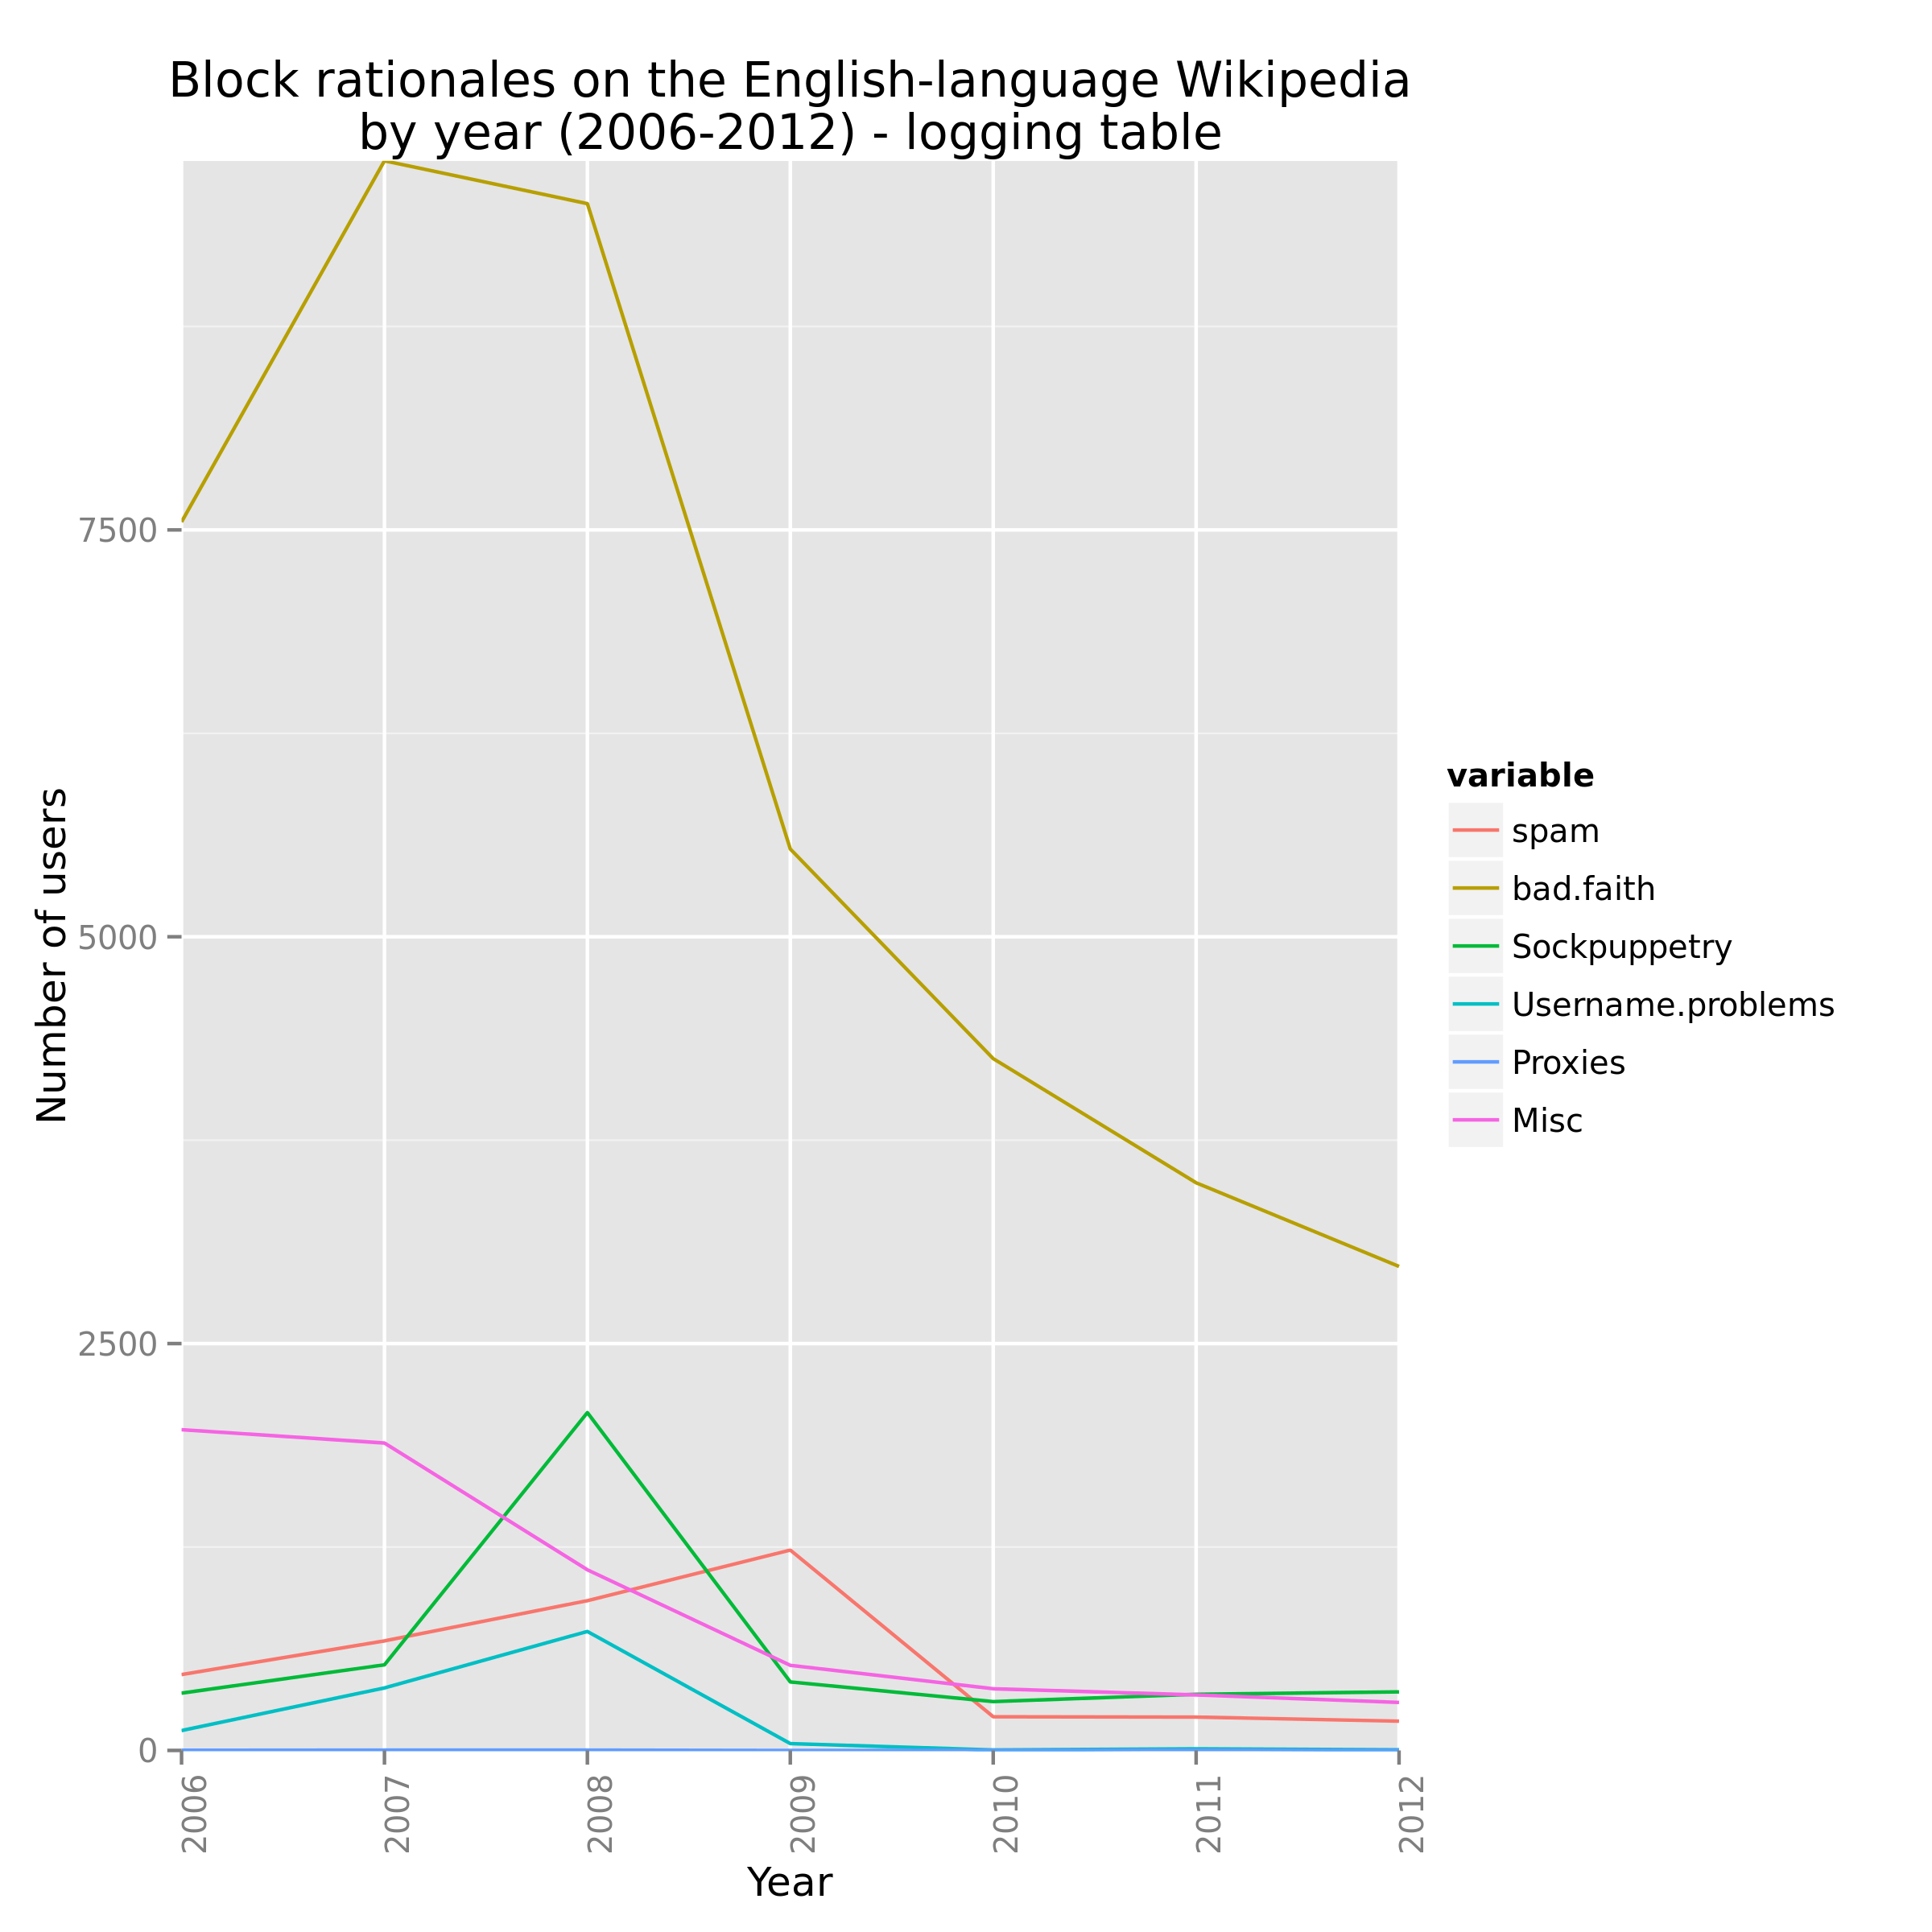 Block rationales on the English-language Wikipedia
by year (2006-2012) - logging table
Number of users
7500
5000
2500
0
2006
2007
2008
2009
2010
2011
2012
Year
variable
spam
bad.faith
Sockpuppetry
Username.problems
Proxies
Misc